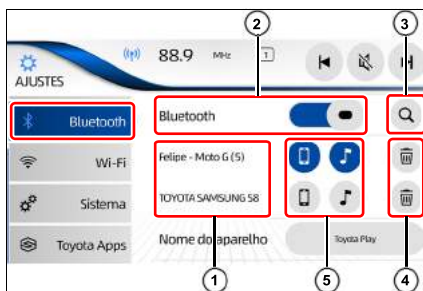 2
3
88.9 MHz 1
AJUSTES
Bluetooth
Bluetooth
Wi-Fi
Felipe - Moto G (5)
Sistema
TOYOTA SAMSUNG S8
Toyota Apps
Nome do aparelho
Toyota Play
1
5
4